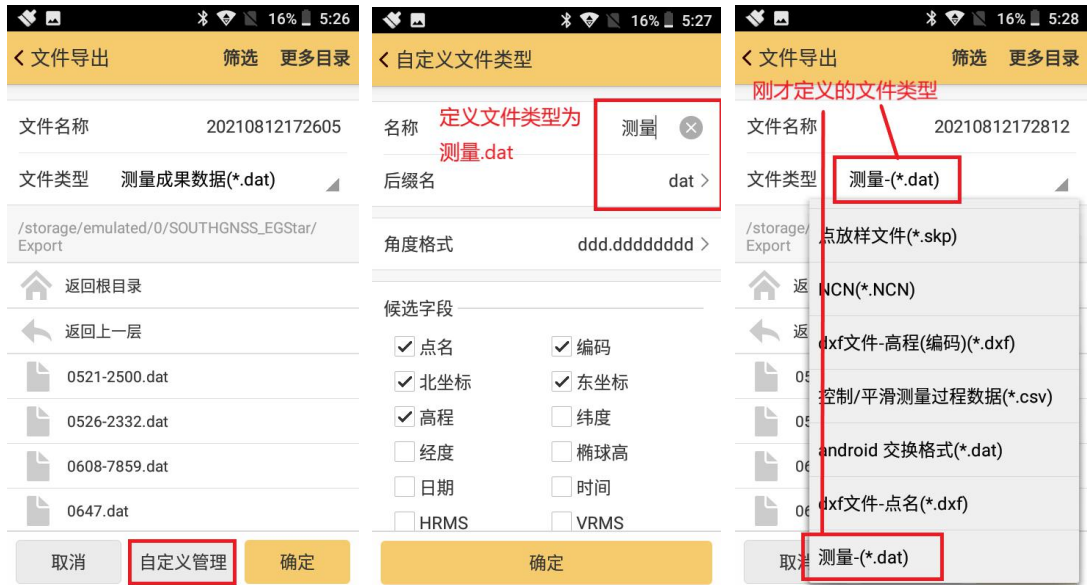 16% 5:26
文件导出 筛选 更多目录
文件名称 20210812172605
文件类型 测量成果数据(*.dat)
/storage/emulated/0/SOUTHGNSS_EGStar/
Export
返回根目录
返回上一层
0521-2500.dat
0526-2332.dat
0608-7859.dat
0647.dat
取消 自定义管理 确定
16% 5:27
自定义文件类型
名称 测量
定义文件类型为
测量.dat
后缀名 dat
角度格式 ddd.dddddddd
候选字段
点名 编码
北坐标 东坐标
高程 纬度
经度 椭球高
日期 时间
HRMS VRMS
确定
16% 5:28
文件导出 筛选 更多目录
刚才定义的文件类型
文件名称 20210812172812
文件类型 测量-(*.dat)
/storage/
Export
点放样文件(*.skp)
返
NCN(*.NCN)
返
dxf文件-高程(编码)(*.dxf)
05
控制/平滑测量过程数据(*.csv)
05
android 交换格式(*.dat)
06
dxf文件-点名(*.dxf)
06
取消
测量-(*.dat)